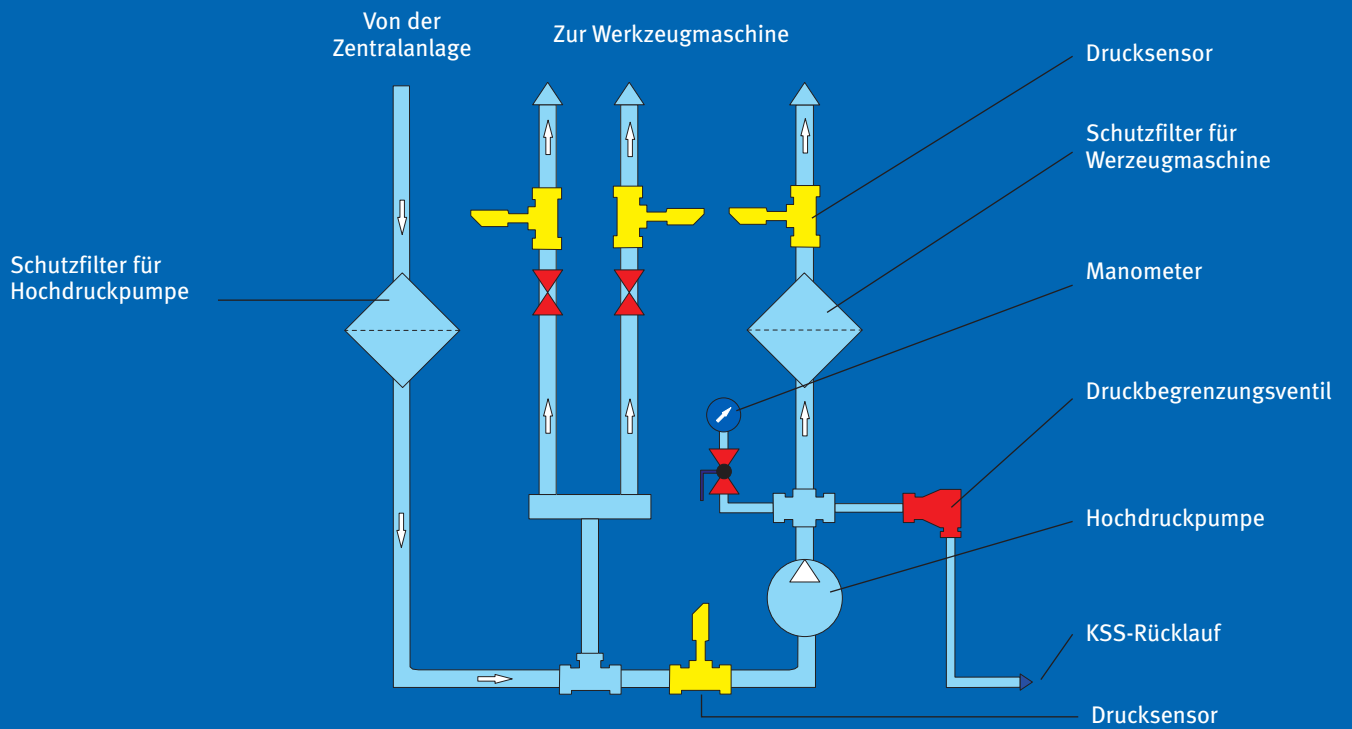 Von der
Zentralanlage
Zur Werkzeugmaschine
Drucksensor
Schutzfilter für
Werzeugmaschine
Schutzfilter für
Hochdruckpumpe
Manometer
Druckbegrenzungsventil
Hochdruckpumpe
KSS-Rücklauf
Drucksensor